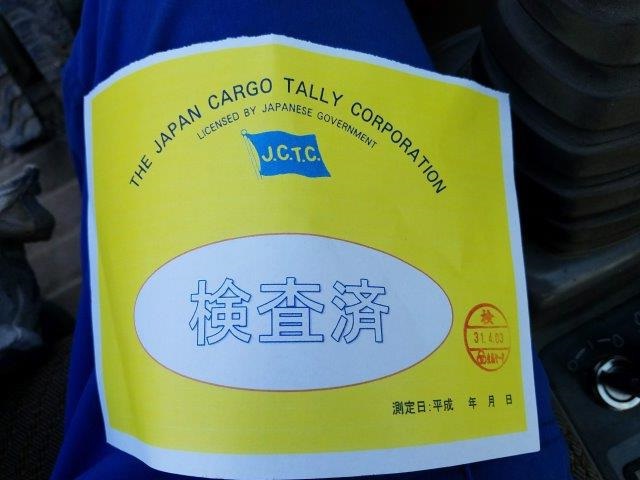 THE JAPAN CARGO TALLY CORPORATION
LICENSED BY JAPANESE GOVERNMENT
J.C.T.C.
検査済
検
31.4.03
測定日:平成 年 月 日